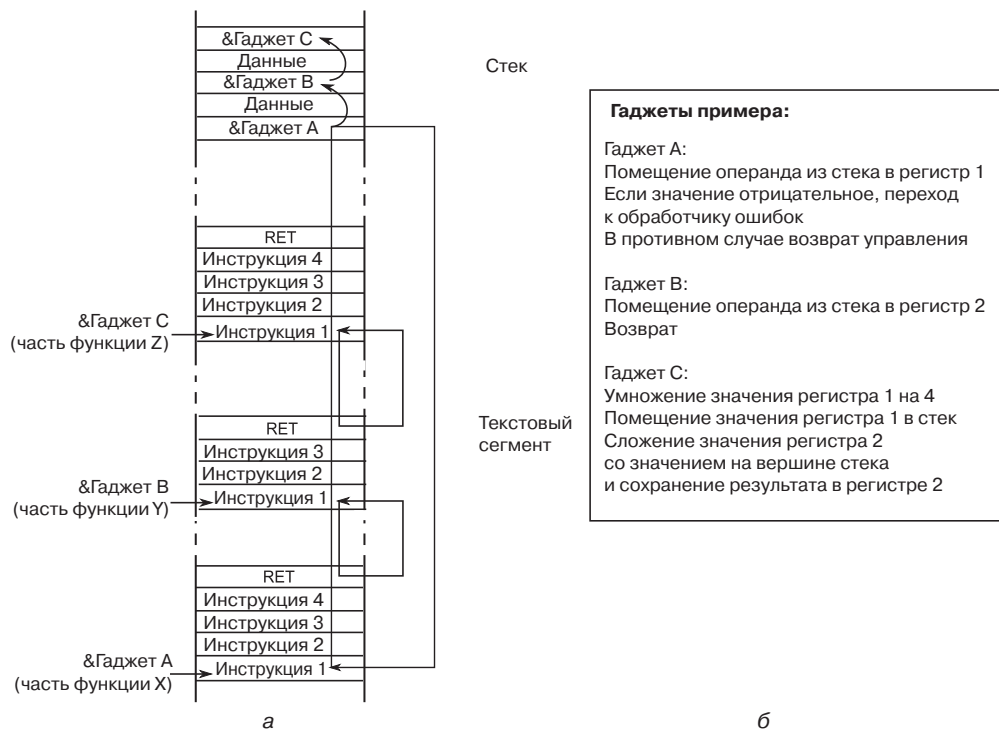 &Гаджет C
Данные
&Гаджет B
Данные
&Гаджет A
Стек
RET
Инструкция 4
Инструкция 3
Инструкция 2
Инструкция 1
&Гаджет C
(часть функции Z)
RET
Инструкция 3
Инструкция 2
Инструкция 1
&Гаджет B
(часть функции Y)
Текстовый
сегмент
RET
Инструкция 4
Инструкция 3
Инструкция 2
Инструкция 1
&Гаджет A
(часть функции X)
а
Гаджеты примера:
Гаджет A:
Помещение операнда из стека в регистр 1
Если значение отрицательное, переход
к обработчику ошибок
В противном случае возврат управления
Гаджет B:
Помещение операнда из стека в регистр 2
Возврат
Гаджет C:
Умножение значения регистра 1 на 4
Помещение значения регистра 1 в стек
Сложение значения регистра 2
со значением на вершине стека
и сохранение результата в регистре 2
б